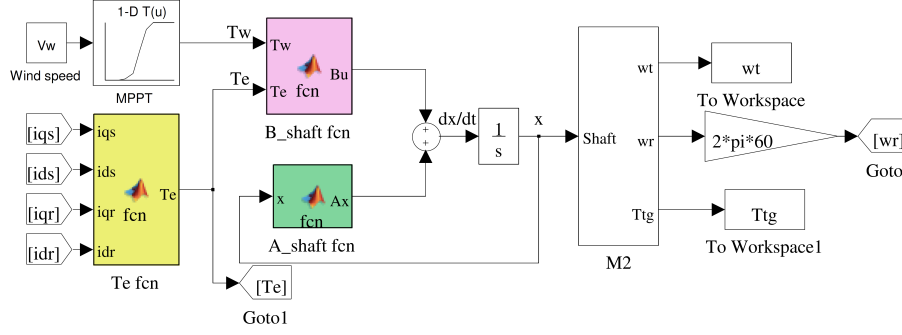 1-D T(u)
Vw
Wind speed
MPPT
Tw
Te
Tw
Te
Bu
fcn
B_shaft fcn
[iqs]
[ids]
[iqr]
[idr]
iqs
ids
iqr
idr
Te
fcn
Te fcn
x
Ax
fcn
A_shaft fcn
[Te]
Goto1
+
+
dx/dt
1
s
x
Shaft
wt
wr
Ttg
M2
wt
To Workspace
2*pi*60
[wr]
Goto
Ttg
To Workspace1